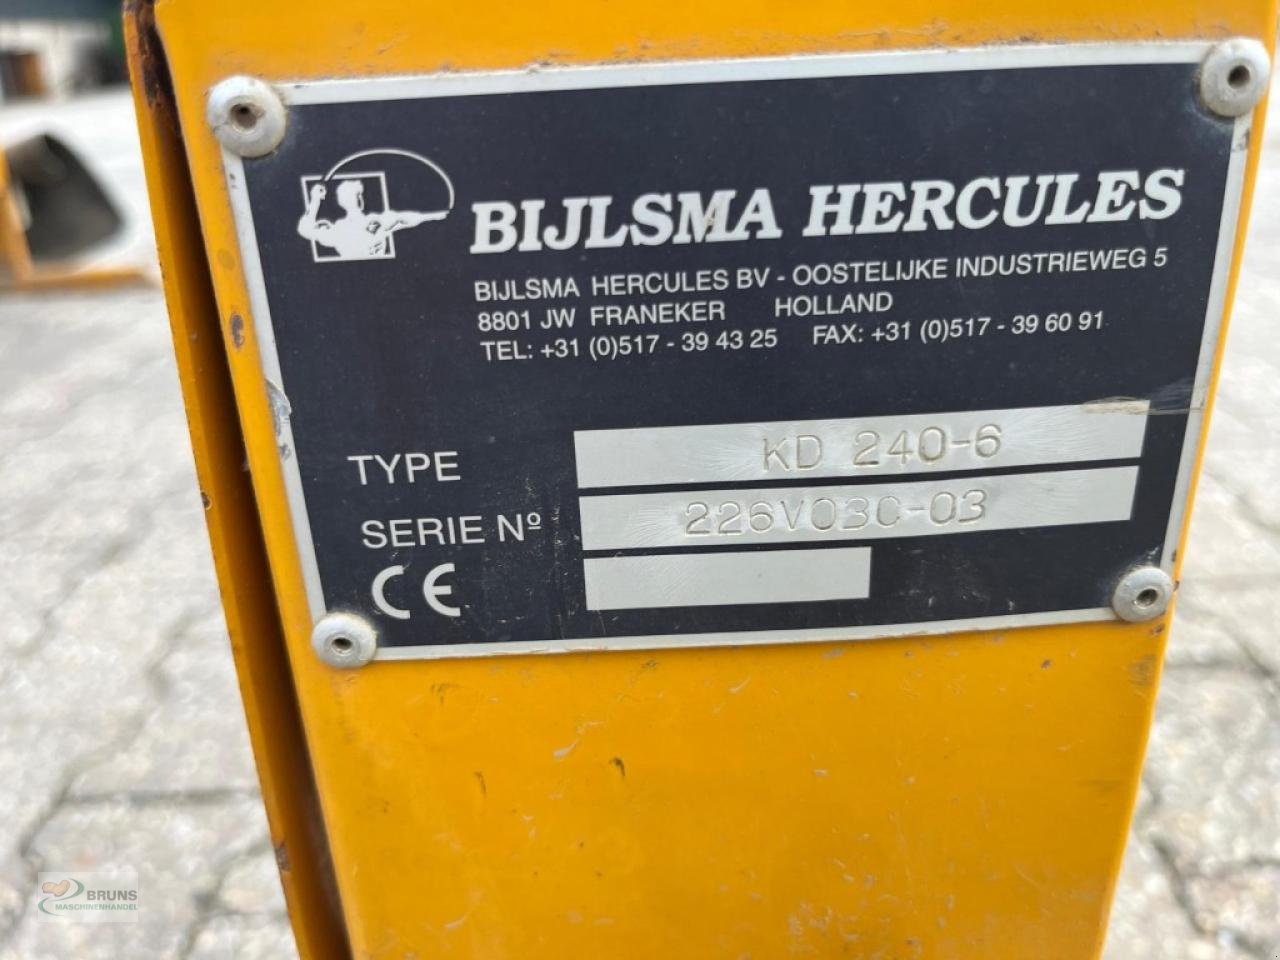 BIJLSMA HERCULES
BIJLSMA HERCULES BV - OOSTELIJKE INDUSTRIEWEG 5
8801 JW FRANEKER HOLLAND
TEL: +31 (0)517 - 39 43 25 FAX: +31 (0)517 - 39 60 91
TYPE KD 240-6
SERIE Nº 226V03C-03
CE
BRUNS
MASCHINENHANDEL